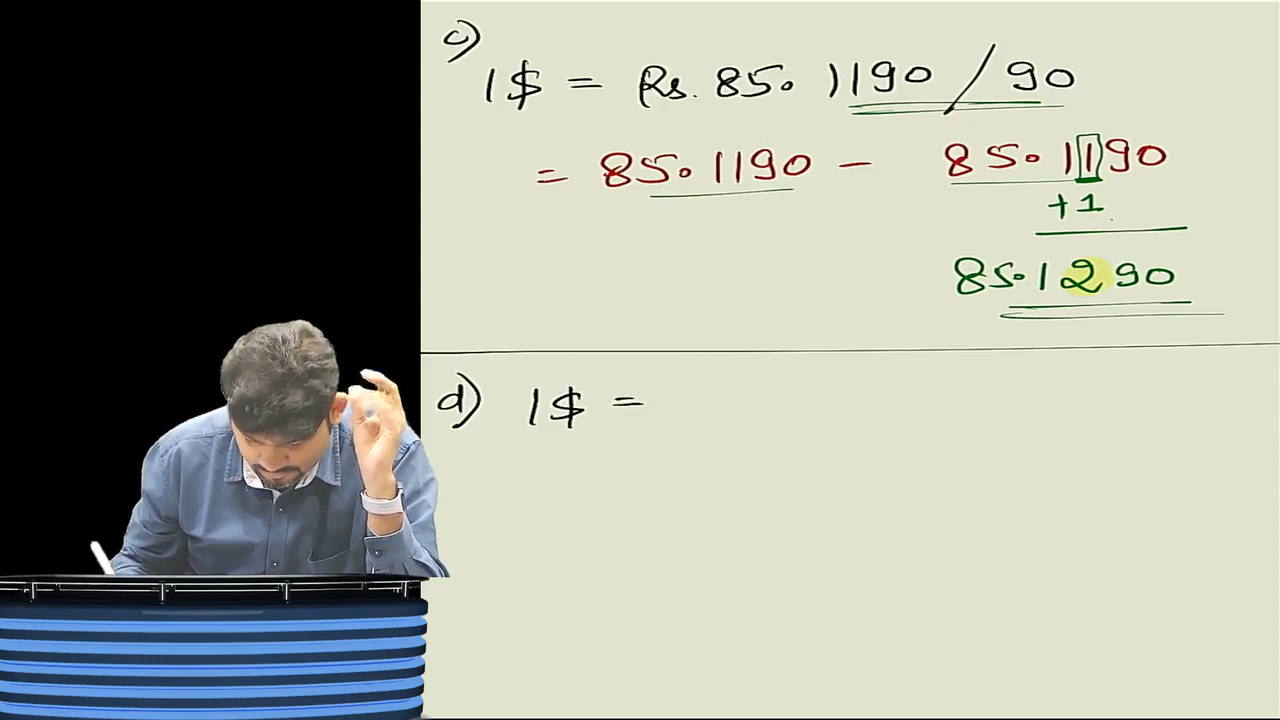 c)
1$ = Rs. 85.1190 / 90
= 85.1190 - 85.1190
+1
85.1290
d) 1$ =